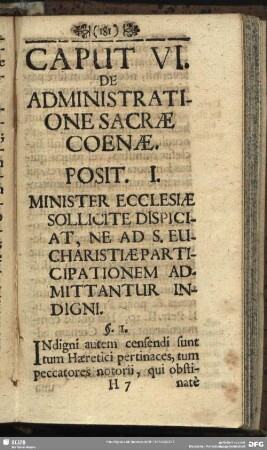 (181)
CAPUT VI.
DE
ADMINISTRATI-
ONE SACRÆ
COENÆ.
POSIT. I.
MINISTER ECCLESIÆ
SOLLICITE DISPICI-
AT, NE AD S. EU-
CHARISTIÆ PARTI-
CIPATIONEM AD-
MITTANTUR IN-
DIGNI.
§. I.
INdigni autem censendi sunt
tum Hæretici pertinaces, tum
peccatores notorii, qui obsti-
H 7 natè
SLUB
DFG